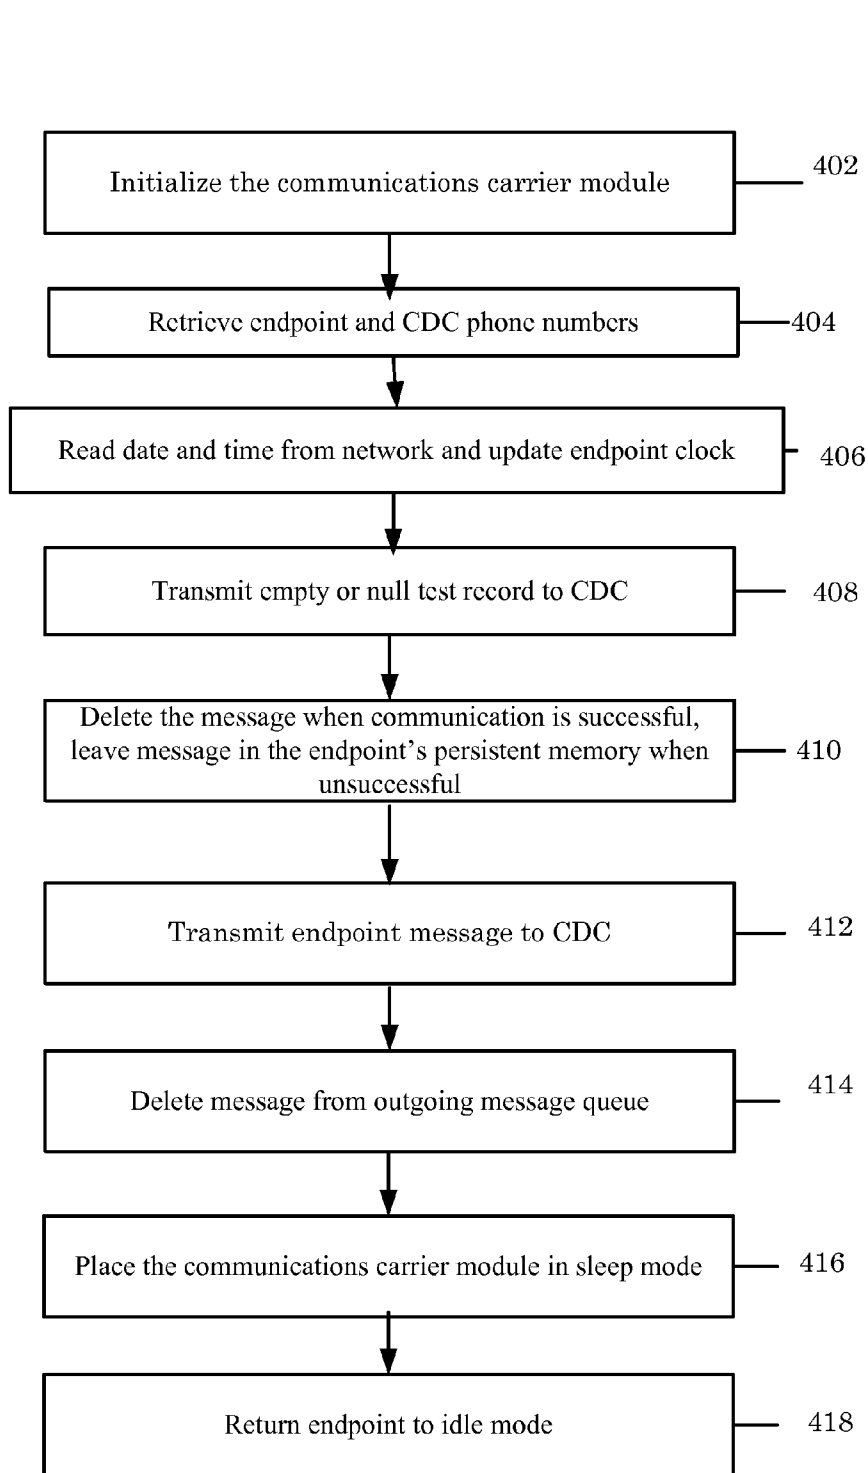 Initialize the communications carrier module
402
Retrieve endpoint and CDC phone numbers
404
Read date and time from network and update endpoint clock
406
Transmit empty or null test record to CDC
408
Delete the message when communication is successful,
leave message in the endpoint's persistent memory when
unsuccessful
410
Transmit endpoint message to CDC
412
Delete message from outgoing message queue
414
Place the communications carrier module in sleep mode
416
Return endpoint to idle mode
418